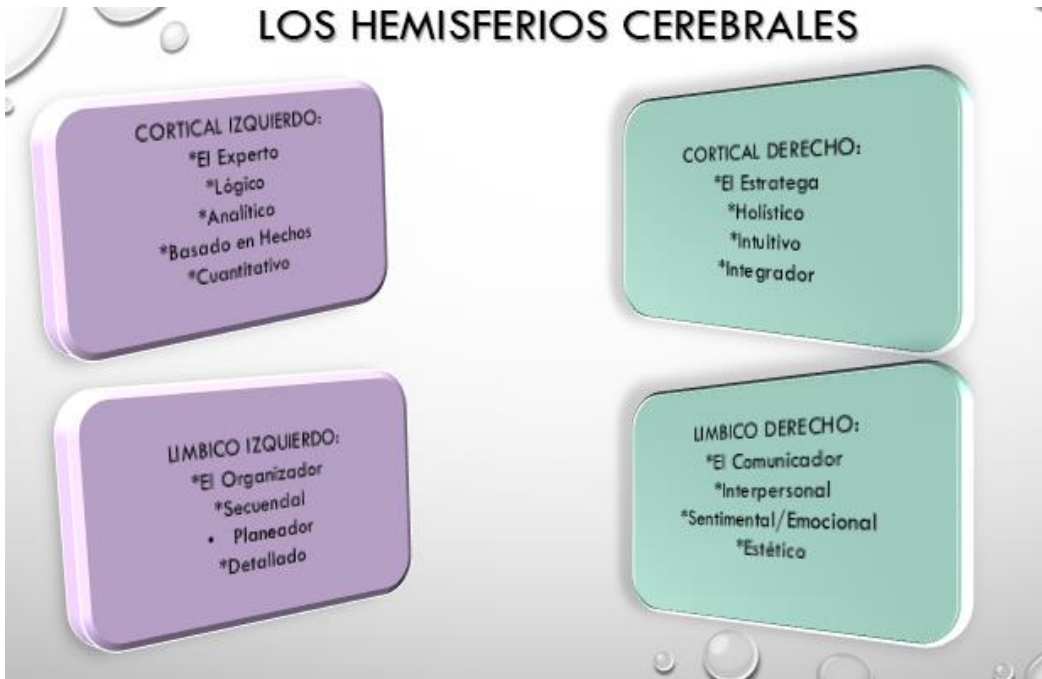 LOS HEMISFERIOS CEREBRALES
CORTICAL IZQUIERDO:
*El Experto
*Lógico
*Analítico
*Basado en Hechos
*Cuantitativo
CORTICAL DERECHO:
*El Estratega
*Holístico
*Intuitivo
*Integrador
LIMBICO IZQUIERDO:
*El Organizador
*Secuencial
• Planeador
*Detallado
LIMBICO DERECHO:
*El Comunicador
*Interpersonal
*Sentimental/Emocional
*Estético